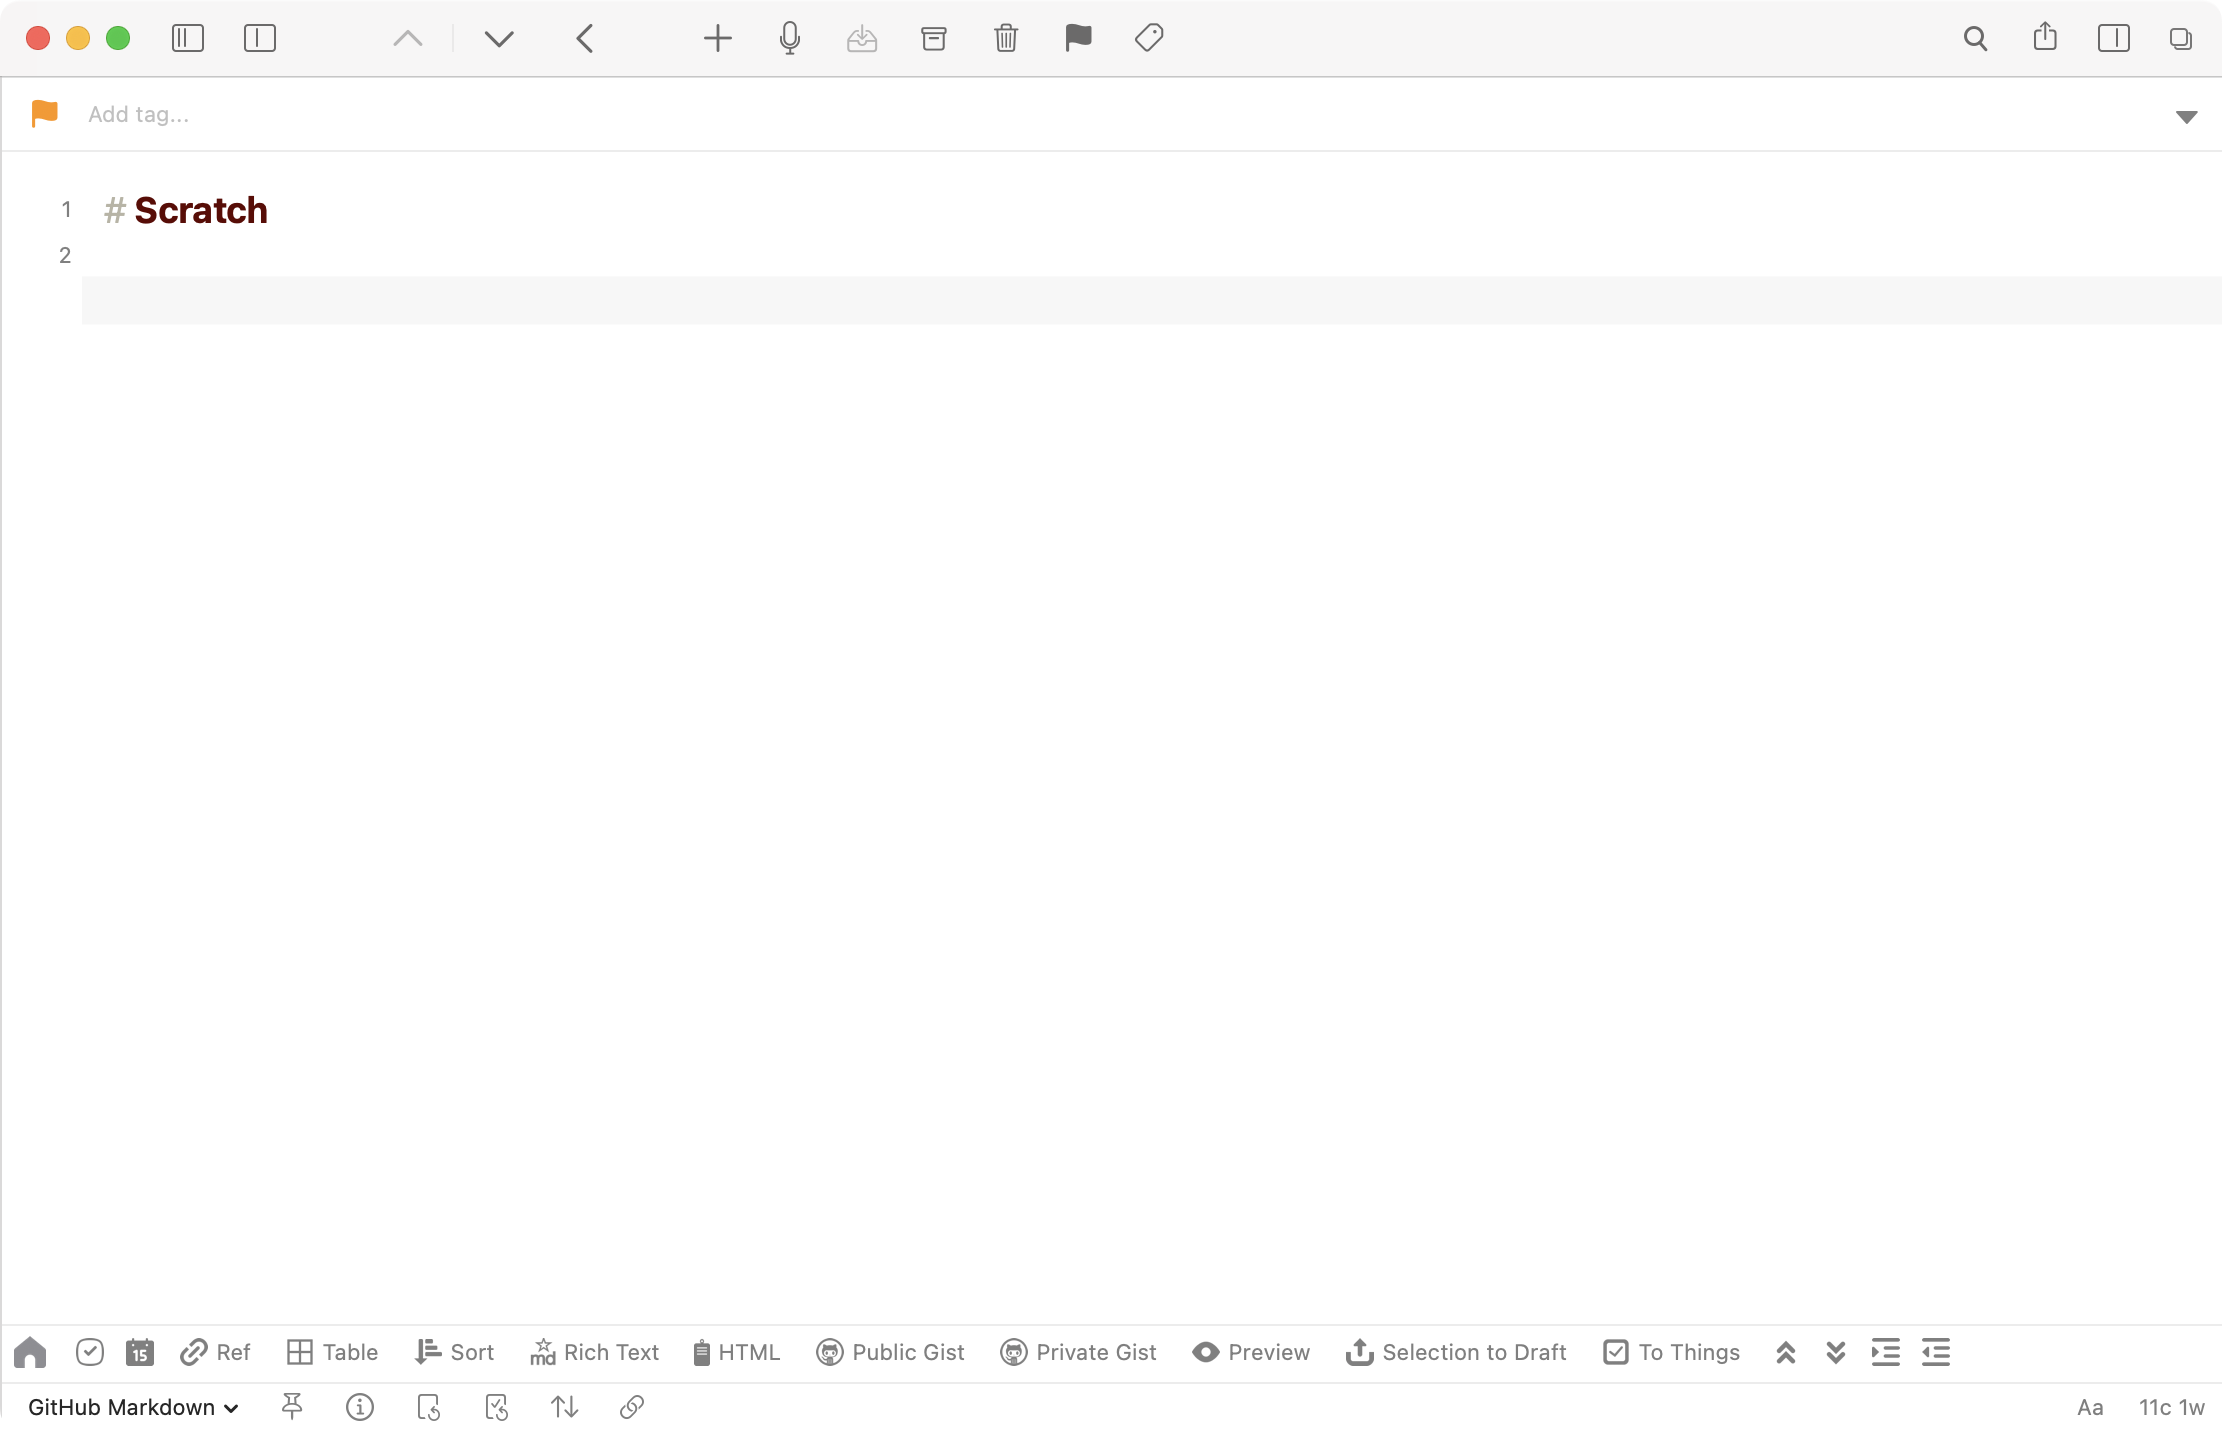 Add tag...
1 # Scratch
2
15 Ref Table Sort md Rich Text HTML Public Gist Private Gist Preview Selection to Draft To Things
GitHub Markdown Aa 11c 1w